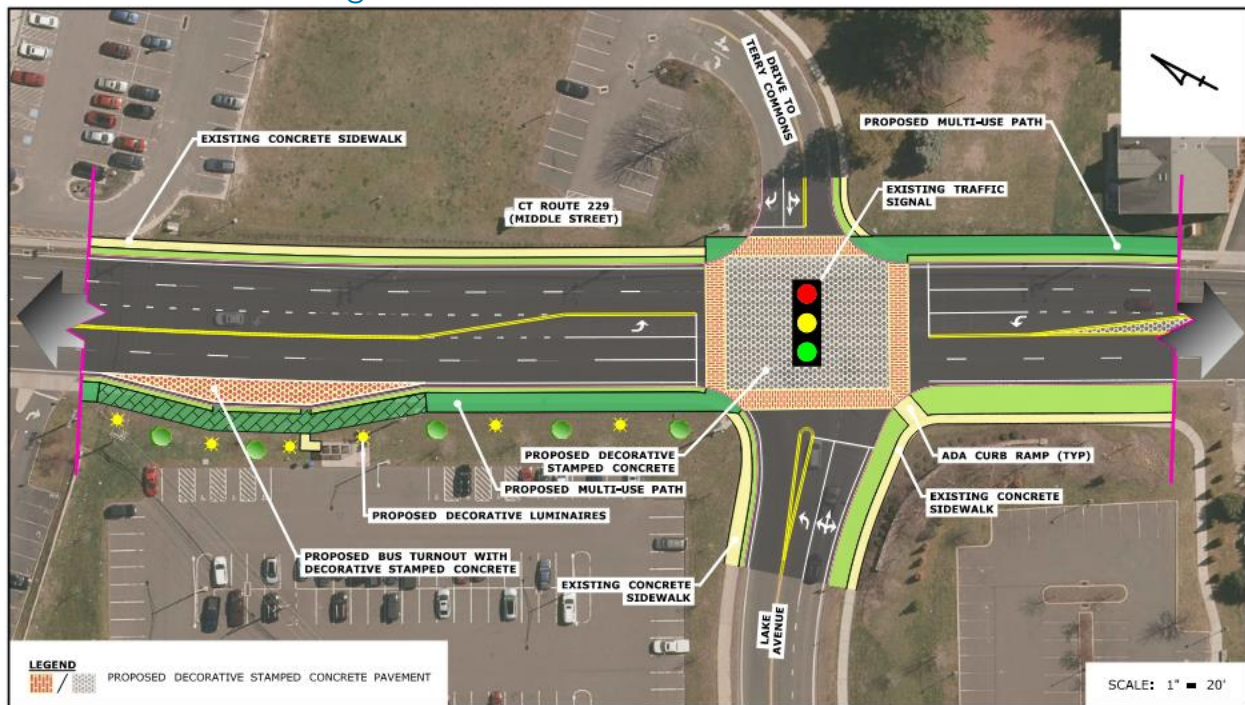 DRIVE TO
TERRY COMMONS
PROPOSED MULTI-USE PATH
EXISTING CONCRETE SIDEWALK
EXISTING TRAFFIC
SIGNAL
CT ROUTE 229
(MIDDLE STREET)
PROPOSED DECORATIVE
STAMPED CONCRETE
ADA CURB RAMP (TYP)
PROPOSED MULTI-USE PATH
EXISTING CONCRETE
SIDEWALK
PROPOSED DECORATIVE LUMINAIRES
PROPOSED BUS TURNOUT WITH
DECORATIVE STAMPED CONCRETE
EXISTING CONCRETE
SIDEWALK
LAKE
AVENUE
LEGEND
/ PROPOSED DECORATIVE STAMPED CONCRETE PAVEMENT
SCALE: 1" = 20'